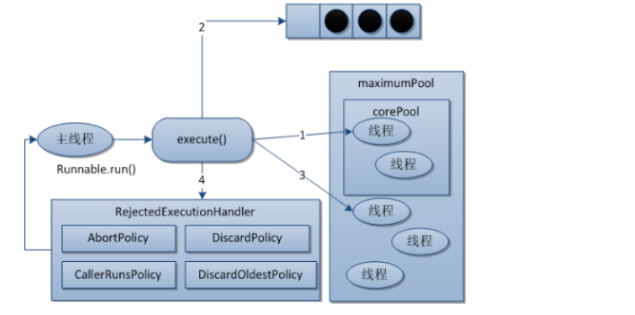 2
maximumPool
corePool
主线程
execute()
1
线程
线程
Runnable.run()
4
3
RejectedExecutionHandler
线程
AbortPolicy
DiscardPolicy
线程
CallerRunsPolicy
DiscardOldestPolicy
线程